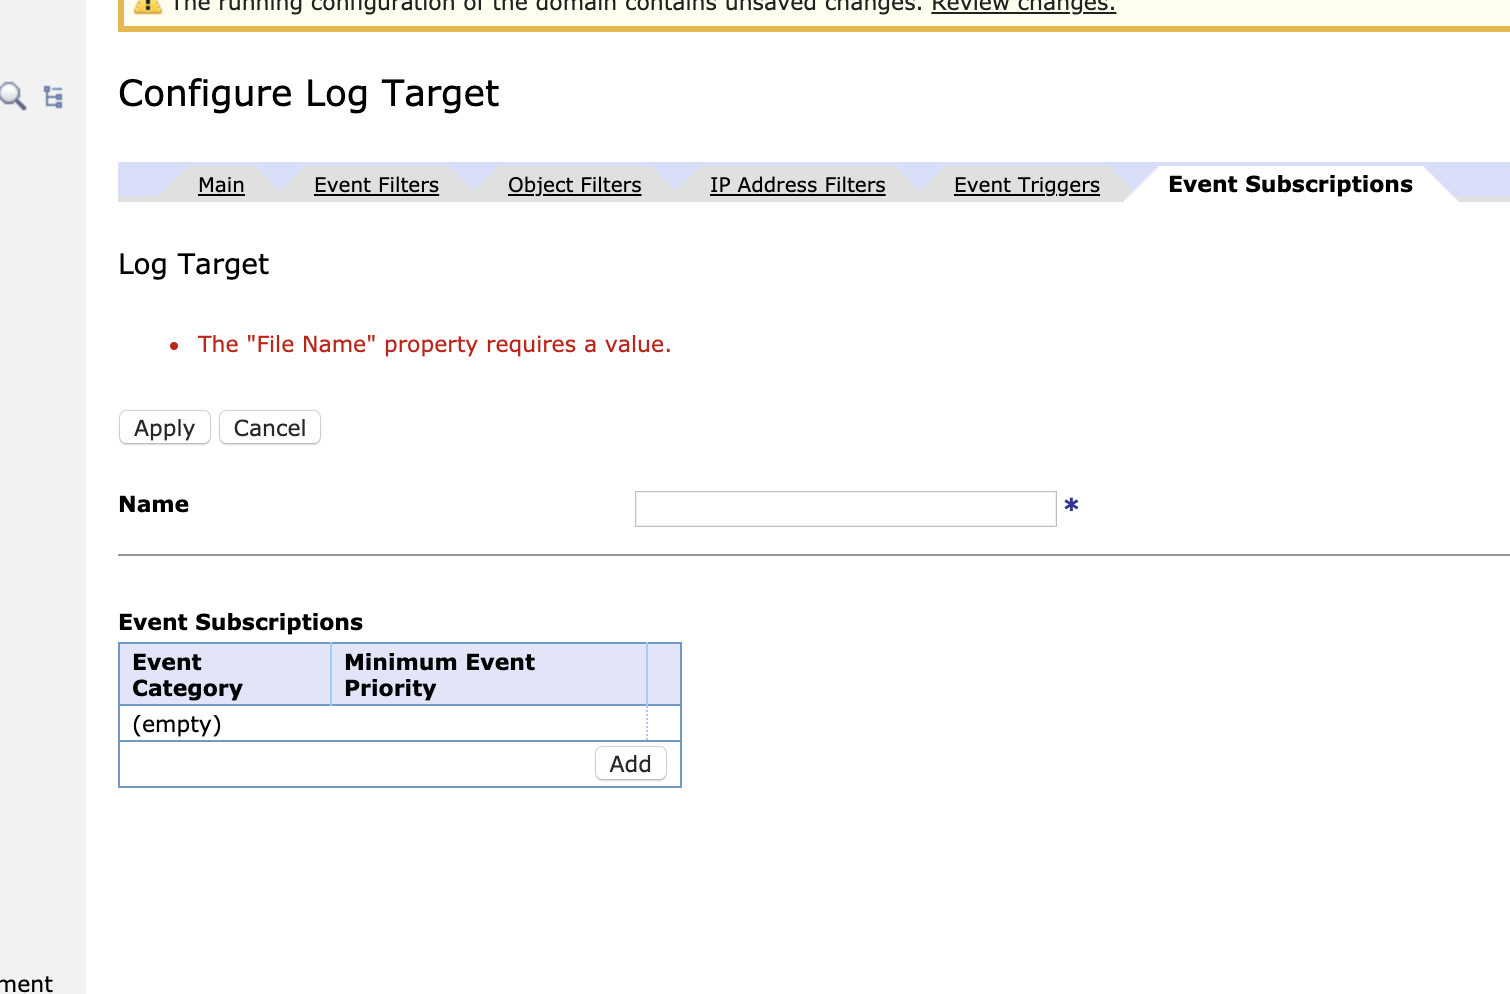 The running configuration of the domain contains unsaved changes. Review changes.
Configure Log Target
Main Event Filters Object Filters IP Address Filters Event Triggers Event Subscriptions
Log Target
• The "File Name" property requires a value.
Apply Cancel
Name *
Event Subscriptions
Event Category Minimum Event Priority
(empty)
Add
ment